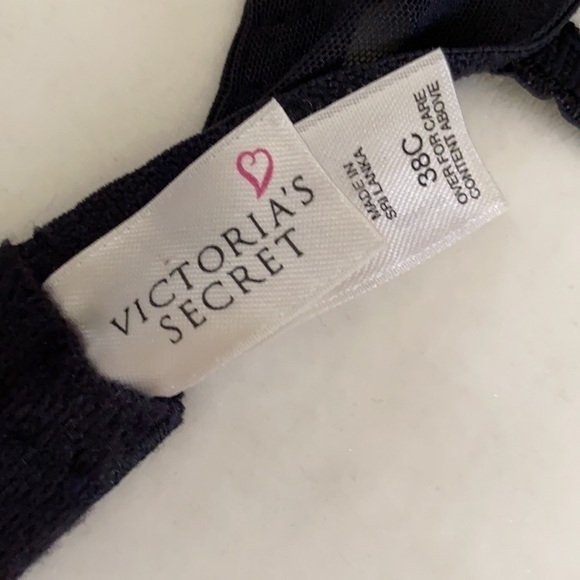 VICTORIA'S
SECRET
MADE IN
SRI LANKA
38C
OVER FOR CARE
CONTENT ABOVE